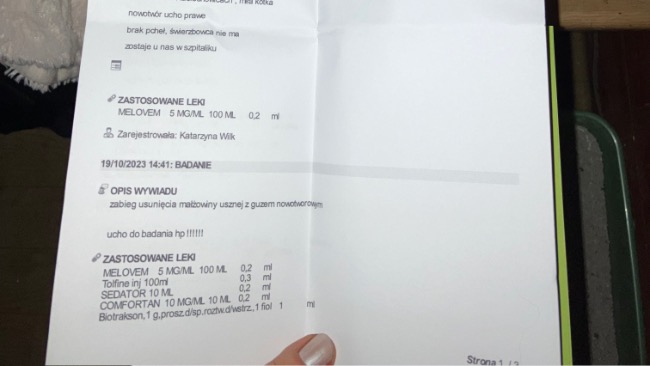 miła kotka
nowotwór ucho prawe
brak pcheł, świerzbowca nie ma
zostaje u nas w szpitaliku
ZASTOSOWANE LEKI
MELOVEM 5 MG/ML 100 ML 0,2 ml
Zarejestrowała: Katarzyna Wilk
19/10/2023 14:41: BADANIE
OPIS WYWIADU
zabieg usunięcia małżowiny usznej z guzem nowotworowym
ucho do badania hp !!!!!!
ZASTOSOWANE LEKI
MELOVEM 5 MG/ML 100 ML 0,2 ml
Tolfine inj 100ml 0,3 ml
SEDATOR 10 ML 0,2 ml
COMFORTAN 10 MG/ML 10 ML 0,2 ml
Biotrakson,1 g,prosz.d/sp.roztw.d/wstrz.,1 fiol 1 ml
Strona 1 / 2